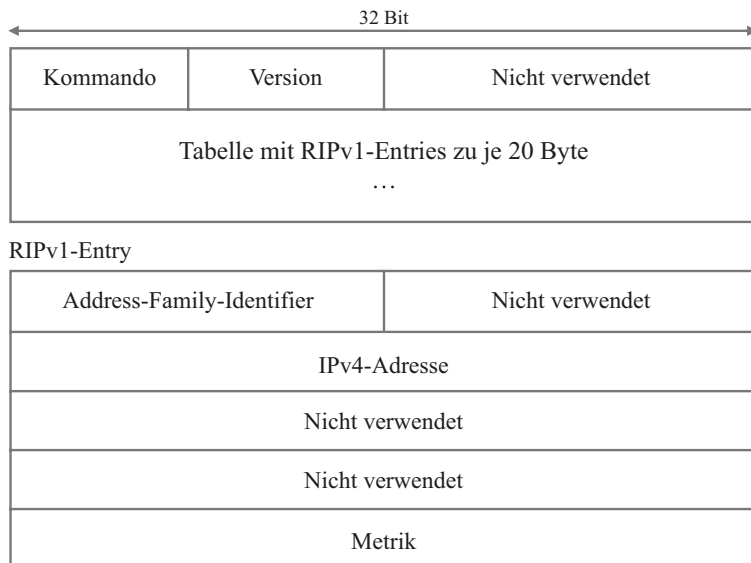 32 Bit
Kommando Version Nicht verwendet
Tabelle mit RIPv1-Entries zu je 20 Byte
…
RIPv1-Entry
Address-Family-Identifier Nicht verwendet
IPv4-Adresse
Nicht verwendet
Nicht verwendet
Metrik